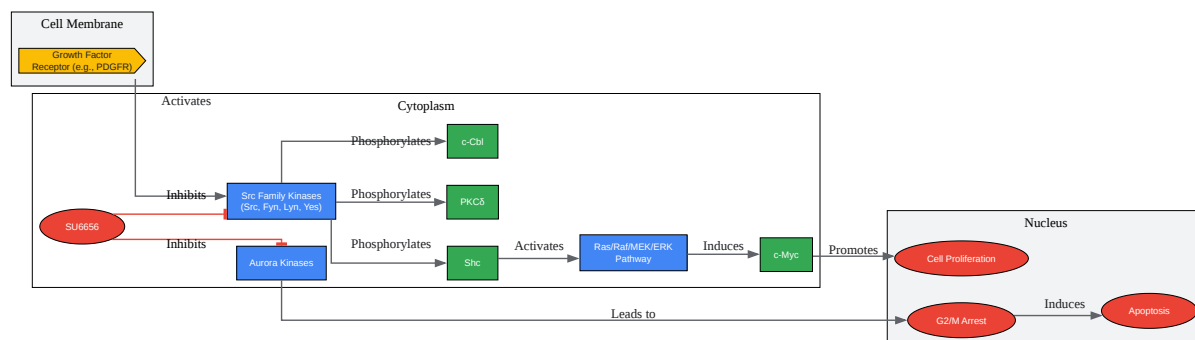 Cell Membrane
Growth Factor
Receptor (e.g., PDGFR)
Activates
Cytoplasm
Phosphorylates
c-Cbl
Inhibits
Src Family Kinases
(Src, Fyn, Lyn, Yes)
Phosphorylates
PKCδ
SU6656
Inhibits
Aurora Kinases
Phosphorylates
Shc
Activates
Ras/Raf/MEK/ERK
Pathway
Induces
c-Myc
Promotes
Nucleus
Cell Proliferation
Leads to
G2/M Arrest
Induces
Apoptosis